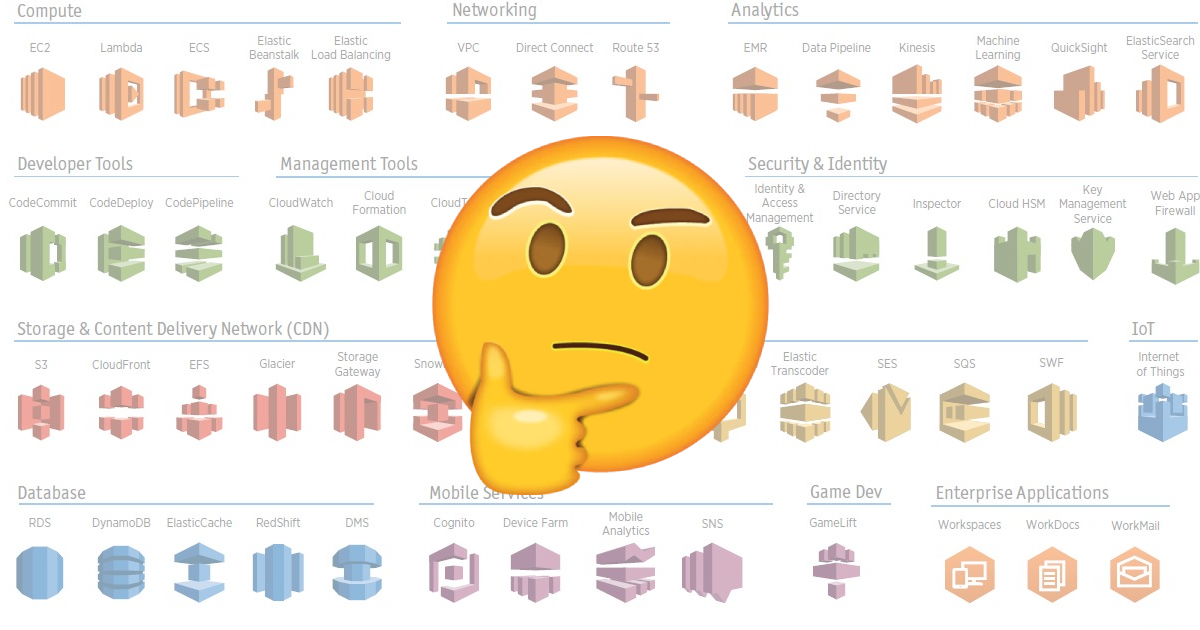 Compute
Networking
Analytics
EC2
Lambda
ECS
Elastic
Beanstalk
Elastic
Load Balancing
VPC
Direct Connect
Route 53
EMR
Data Pipeline
Kinesis
Machine
Learning
QuickSight
ElasticSearch
Service
Developer Tools
Management Tools
Security & Identity
CodeCommit
CodeDeploy
CodePipeline
CloudWatch
Cloud
Formation
Identity &
Access
Management
Directory
Service
Inspector
Cloud HSM
Key
Management
Service
Web App
Firewall
Storage & Content Delivery Network (CDN)
IoT
S3
CloudFront
EFS
Glacier
Storage
Gateway
Elastic
Transcoder
SES
SQS
SWF
Internet
of Things
Database
Mobile Services
Game Dev
Enterprise Applications
RDS
DynamoDB
ElasticCache
RedShift
DMS
Cognito
Device Farm
Mobile
Analytics
SNS
GameLift
Workspaces
WorkDocs
WorkMail